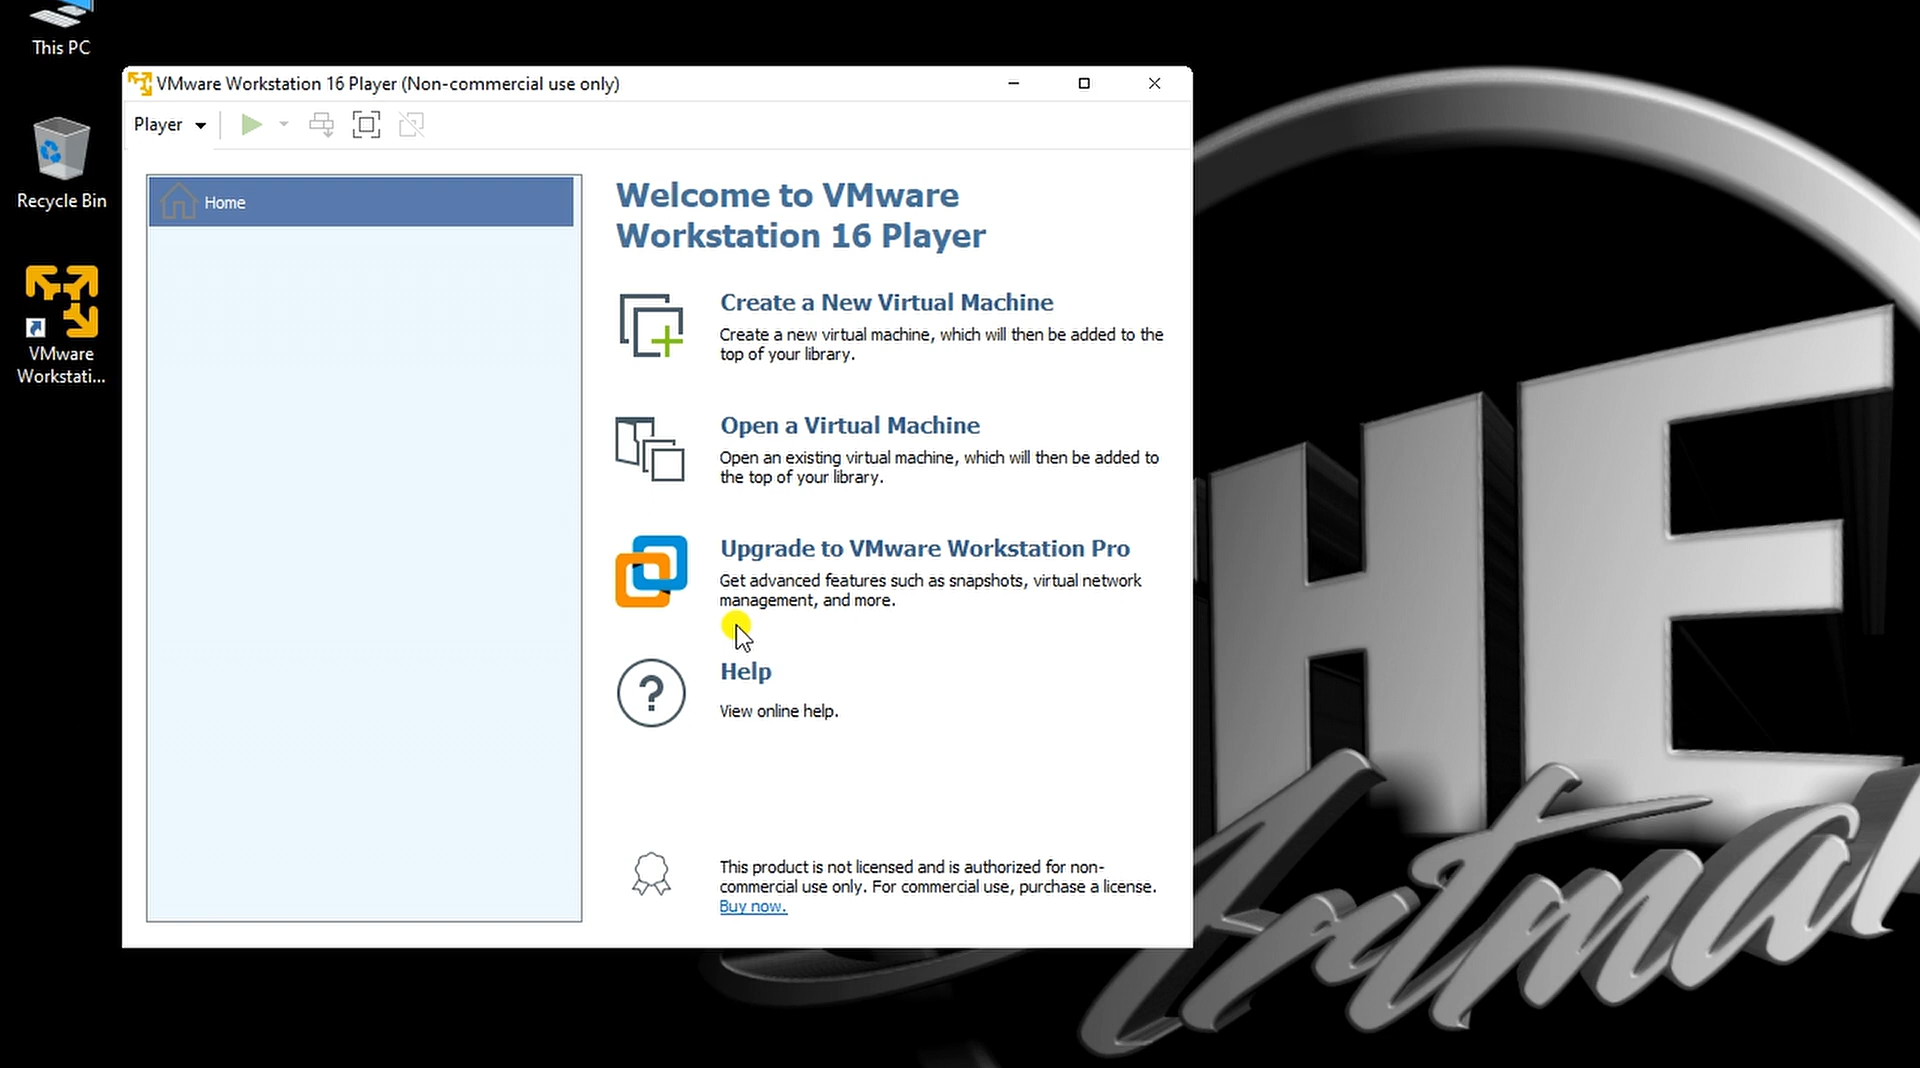 This PC
Recycle Bin
VMware
Workstati...
VMware Workstation 16 Player (Non-commercial use only)
Player
Home
Welcome to VMware
Workstation 16 Player
Create a New Virtual Machine
Create a new virtual machine, which will then be added to the
top of your library.
Open a Virtual Machine
Open an existing virtual machine, which will then be added to
the top of your library.
Upgrade to VMware Workstation Pro
Get advanced features such as snapshots, virtual network
management, and more.
Help
View online help.
This product is not licensed and is authorized for non-
commercial use only. For commercial use, purchase a license.
Buy now.
HE